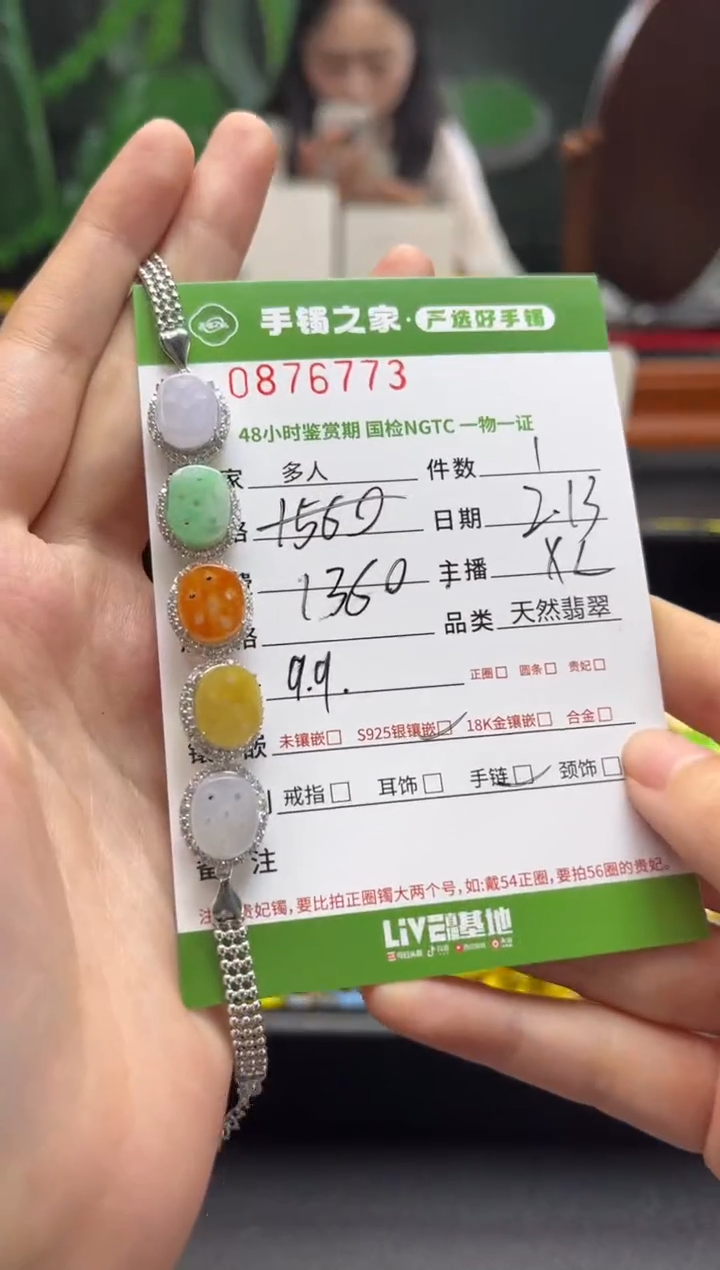 手镯之家·严选好手镯
0876773
48小时鉴赏期 国检NGTC 一物一证
家 多人 件数 1
格 1560 日期 2.13
1360 主播 XL
格 品类 天然翡翠
9.9. 正圈□ 圆条□ 贵妃□
嵌 未镶嵌□ S925银镶嵌☑ 18K金镶嵌□ 合金□
戒指□ 耳饰□ 手链☑ 颈饰□
备注
注 贵妃镯,要比拍正圈镯大两个号,如:戴54正圈,要拍56圈的贵妃。
LIVE 基地